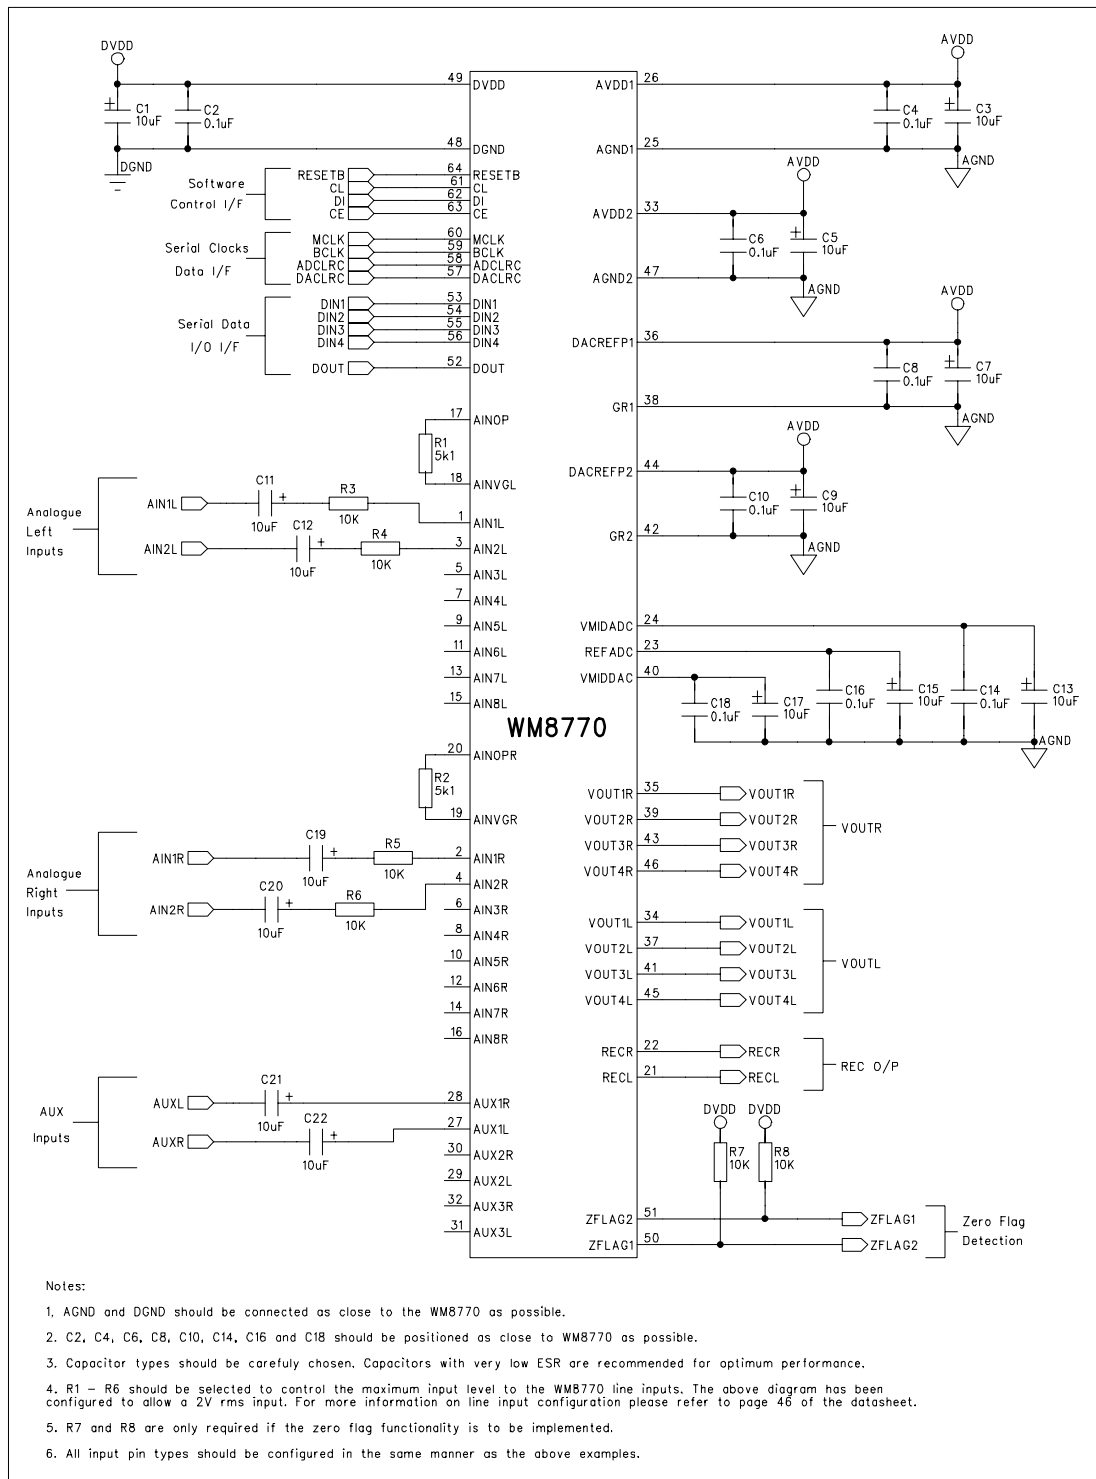 DVDD
C1
10uF
C2
0.1uF
DGND
49
DVDD
48
DGND
Software
Control I/F
RESETB
64
RESETB
CL
61
CL
DI
62
DI
CE
63
CE
Serial Clocks
Data I/F
MCLK
60
MCLK
BCLK
59
BCLK
ADCLRC
58
ADCLRC
DACLRC
57
DACLRC
Serial Data
I/O I/F
DIN1
53
DIN1
DIN2
54
DIN2
DIN3
55
DIN3
DIN4
56
DIN4
DOUT
52
DOUT
17
AINOP
R1
5k1
18
AINVGL
Analogue
Left
Inputs
AIN1L
C11
+
10uF
R3
10K
1
AIN1L
AIN2L
C12
+
10uF
R4
10K
3
AIN2L
5
AIN3L
7
AIN4L
9
AIN5L
11
AIN6L
13
AIN7L
15
AIN8L
WM8770
20
AINOPR
R2
5k1
19
AINVGR
Analogue
Right
Inputs
AIN1R
C19
+
10uF
R5
10K
2
AIN1R
AIN2R
C20
+
10uF
R6
10K
4
AIN2R
6
AIN3R
8
AIN4R
10
AIN5R
12
AIN6R
14
AIN7R
16
AIN8R
AUX
Inputs
AUXL
C21
+
10uF
28
AUX1R
AUXR
C22
+
10uF
27
AUX1L
30
AUX2R
29
AUX2L
32
AUX3R
31
AUX3L
AVDD
AVDD1
26
C4
0.1uF
+
C3
10uF
AGND1
25
AGND
AVDD
AVDD2
33
C6
0.1uF
+
C5
10uF
AGND2
47
AGND
AVDD
DACREFP1
36
C8
0.1uF
+
C7
10uF
GR1
38
AGND
AVDD
DACREFP2
44
C10
0.1uF
+
C9
10uF
GR2
42
AGND
VMIDADC
24
REFADC
23
VMIDDAC
40
C18
0.1uF
+
C17
10uF
C16
0.1uF
+
C15
10uF
C14
0.1uF
+
C13
10uF
AGND
VOUT1R
35
VOUT1R
VOUT2R
39
VOUT2R
VOUT3R
43
VOUT3R
VOUT4R
46
VOUT4R
VOUTR
VOUT1L
34
VOUT1L
VOUT2L
37
VOUT2L
VOUT3L
41
VOUT3L
VOUT4L
45
VOUT4L
VOUTL
RECR
22
RECR
RECL
21
RECL
REC O/P
DVDD
DVDD
R7
10K
R8
10K
ZFLAG2
51
ZFLAG1
ZFLAG1
50
ZFLAG2
Zero Flag
Detection
Notes:
1. AGND and DGND should be connected as close to the WM8770 as possible.
2. C2, C4, C6, C8, C10, C14, C16 and C18 should be positioned as close to WM8770 as possible.
3. Capacitor types should be carefuly chosen. Capacitors with very low ESR are recommended for optimum performance.
4. R1 - R6 should be selected to control the maximum input level to the WM8770 line inputs. The above diagram has been
configured to allow a 2V rms input. For more information on line input configuration please refer to page 46 of the datasheet.
5. R7 and R8 are only required if the zero flag functionality is to be implemented.
6. All input pin types should be configured in the same manner as the above examples.